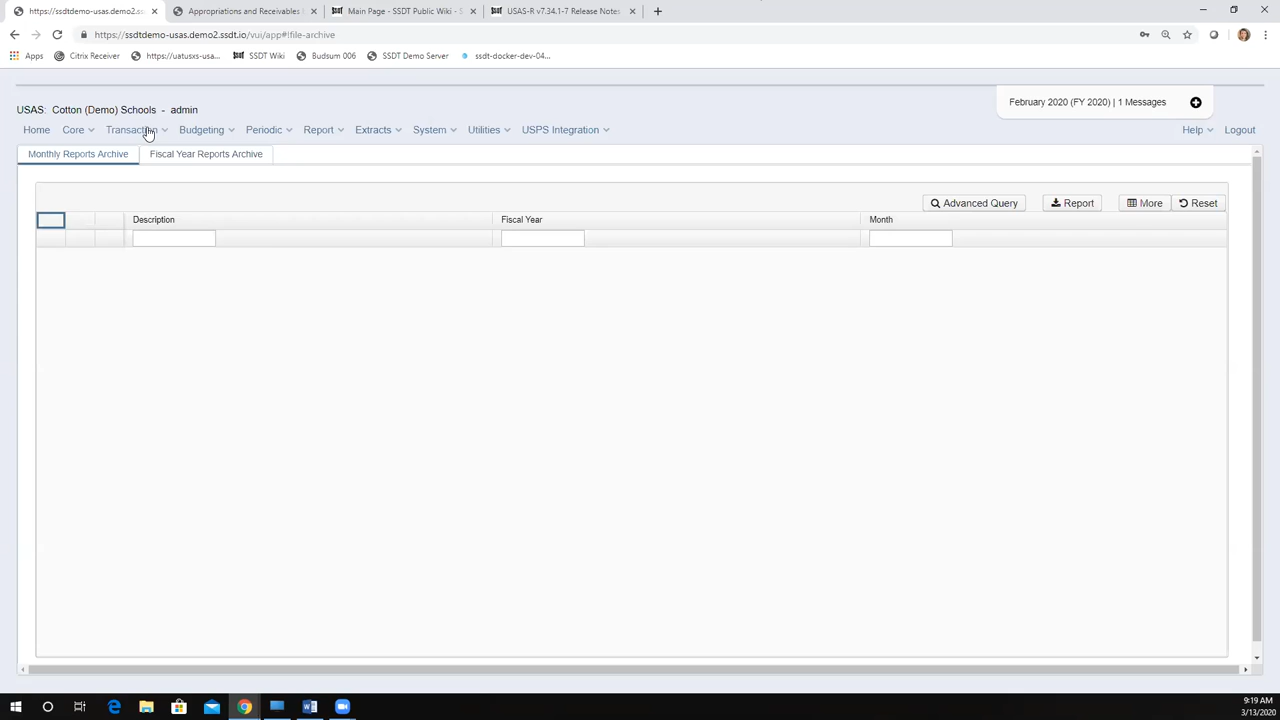 https://ssdtdemo-usas.demo2.ss
Appropriations and Receivables
Main Page - SSDT Public Wiki - S
USAS-R v7.34.1-7 Release Notes
https://ssdtdemo-usas.demo2.ssdt.io/vui/app#!file-archive
Apps
Citrix Receiver
https://uatusxs-usa...
SSDT Wiki
Budsum 006
SSDT Demo Server
ssdt-docker-dev-04...
USAS: Cotton (Demo) Schools - admin
February 2020 (FY 2020) | 1 Messages
Home Core Transaction Budgeting Periodic Report Extracts System Utilities USPS Integration Help Logout
Monthly Reports Archive
Fiscal Year Reports Archive
Advanced Query
Report
More
Reset
Description
Fiscal Year
Month
9:19 AM
3/13/2020